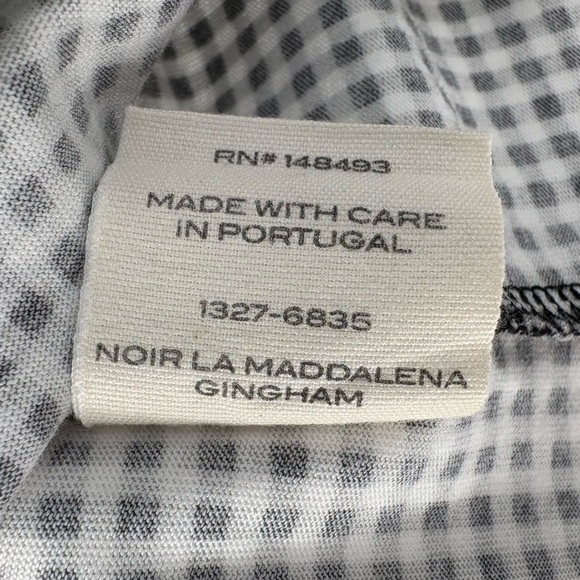 RN# 148493
MADE WITH CARE
IN PORTUGAL.
1327-6835
NOIR LA MADDALENA
GINGHAM